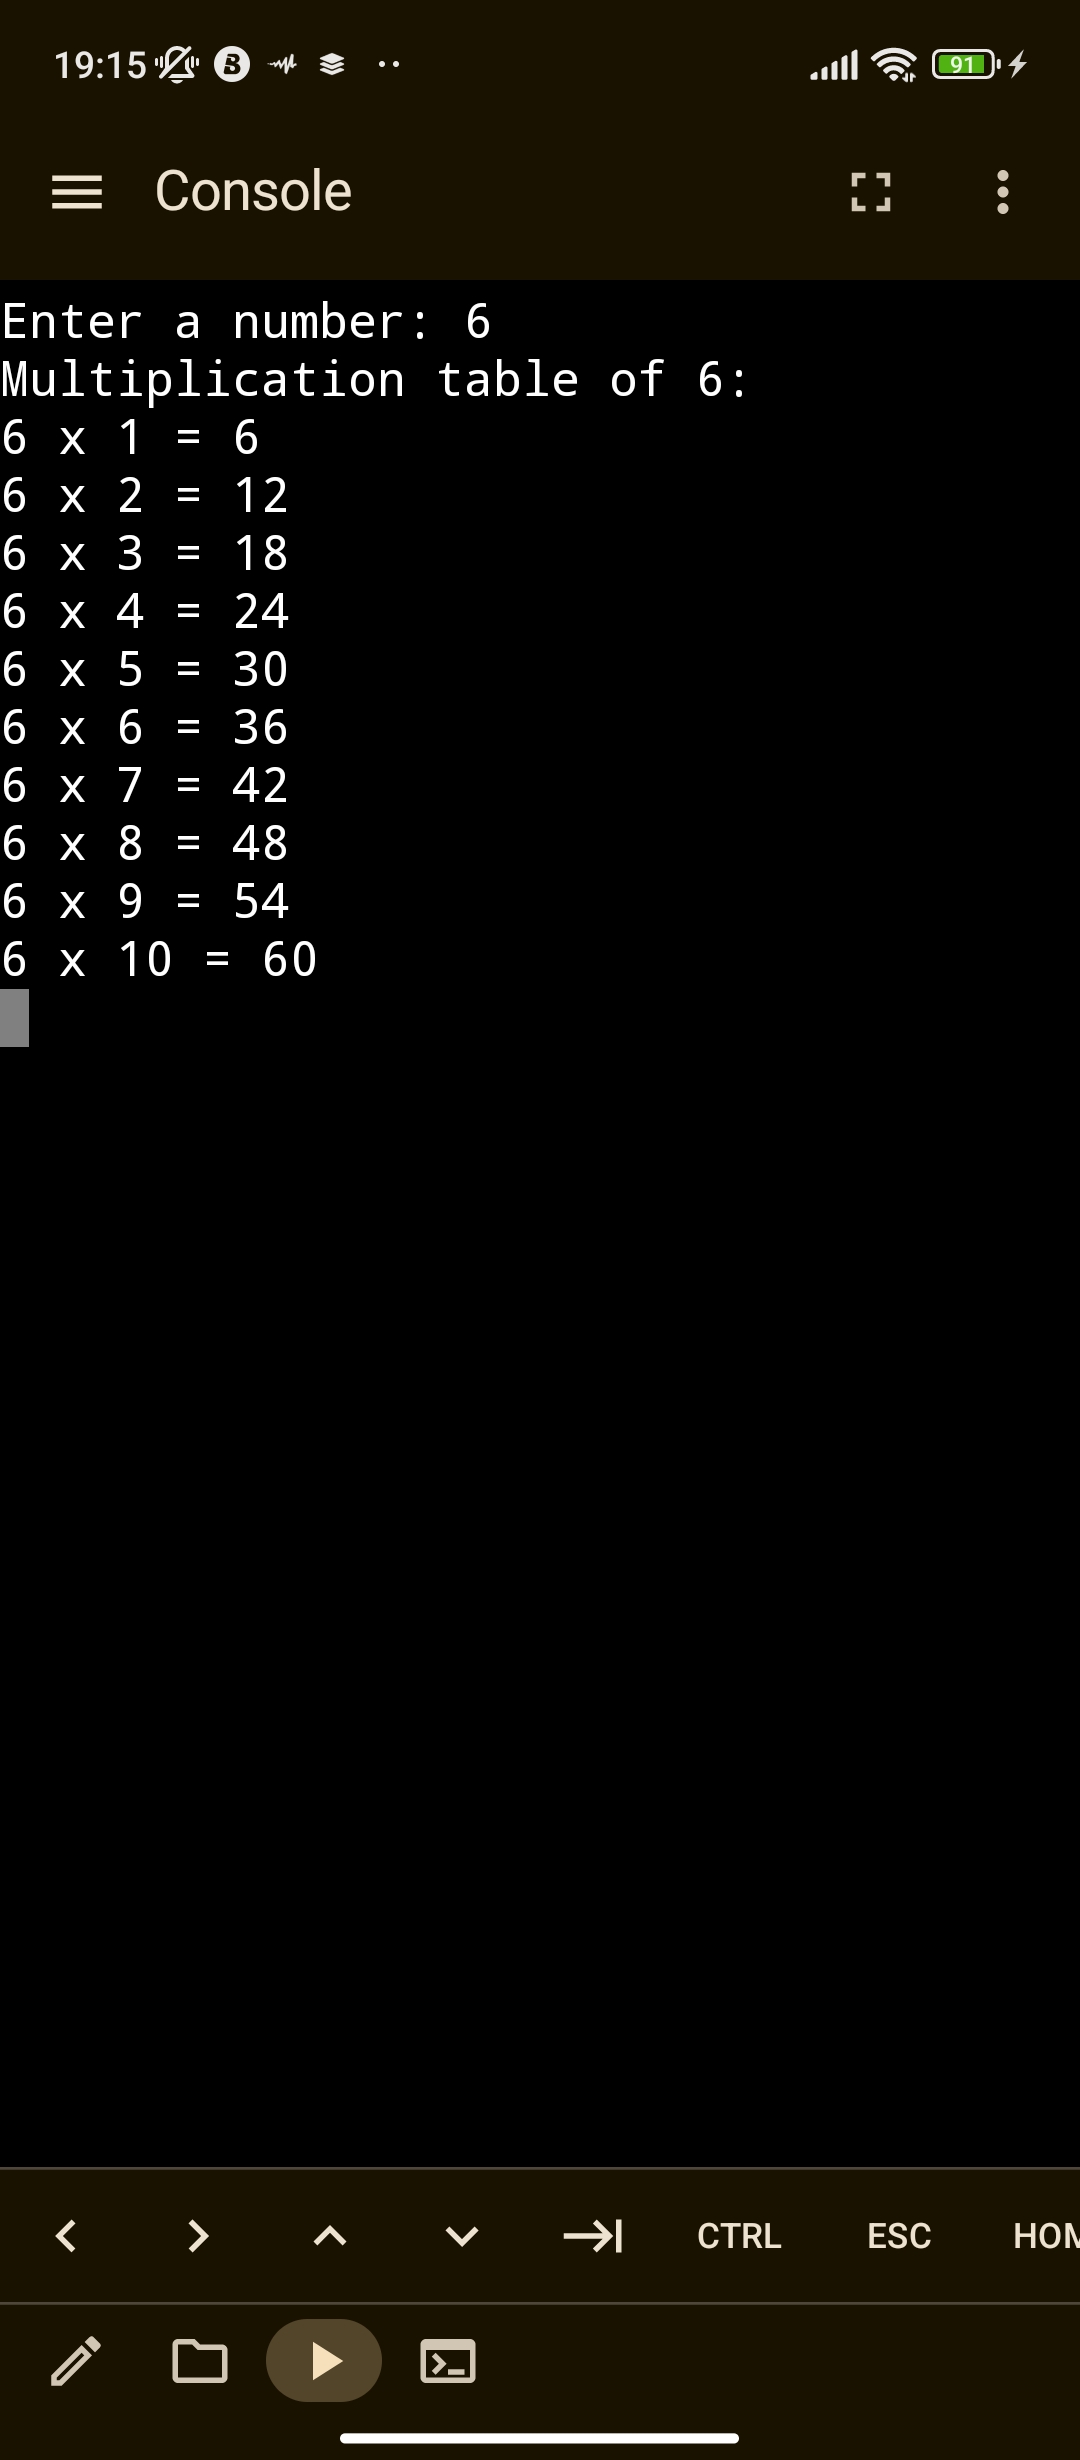 19:15
91
Console
Enter a number: 6
Multiplication table of 6:
6 x 1 = 6
6 x 2 = 12
6 x 3 = 18
6 x 4 = 24
6 x 5 = 30
6 x 6 = 36
6 x 7 = 42
6 x 8 = 48
6 x 9 = 54
6 x 10 = 60
CTRL ESC